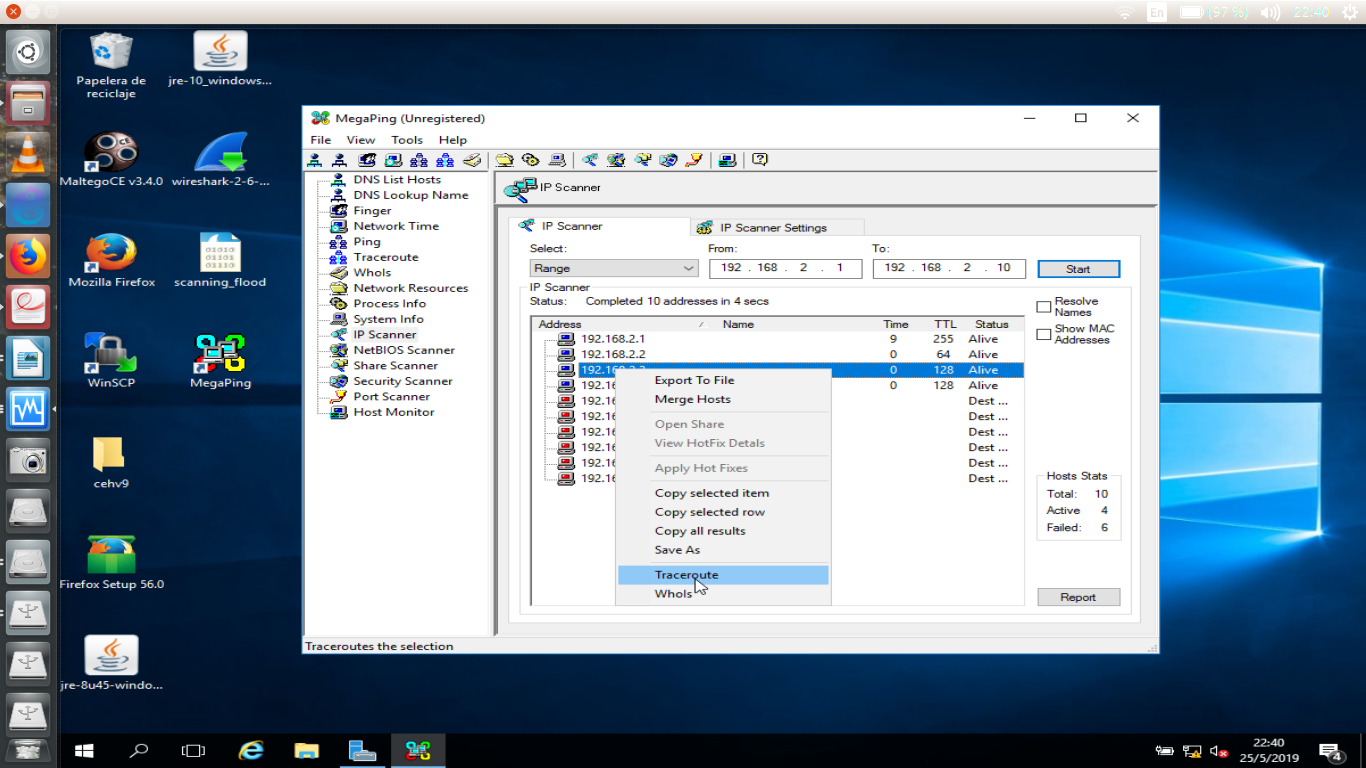 En
(97 %)
22:40
Papelera de
reciclaje
jre-10_windows...
MaltegoCE v3.4.0
wireshark-2-6-...
Mozilla Firefox
scanning_flood
WinSCP
MegaPing
cehv9
Firefox Setup 56.0
jre-8u45-windo...
MegaPing (Unregistered)
File View Tools Help
DNS List Hosts
DNS Lookup Name
Finger
Network Time
Ping
Traceroute
WhoIs
Network Resources
Process Info
System Info
IP Scanner
NetBIOS Scanner
Share Scanner
Security Scanner
Port Scanner
Host Monitor
IP Scanner
IP Scanner
IP Scanner Settings
Select: From: To:
Range 192 . 168 . 2 . 1 192 . 168 . 2 . 10 Start
IP Scanner
Status: Completed 10 addresses in 4 secs
Resolve
Names
Show MAC
Addresses
Address Name Time TTL Status
192.168.2.1 9 255 Alive
192.168.2.2 0 64 Alive
192.168.2.3 0 128 Alive
192.16 0 128 Alive
192.16 Dest ...
192.16 Dest ...
192.16 Dest ...
192.16 Dest ...
192.16 Dest ...
192.16 Dest ...
Export To File
Merge Hosts
Open Share
View HotFix Detals
Apply Hot Fixes
Copy selected item
Copy selected row
Copy all results
Save As
Traceroute
WhoIs
Hosts Stats
Total: 10
Active 4
Failed: 6
Report
Traceroutes the selection
22:40
25/5/2019
4